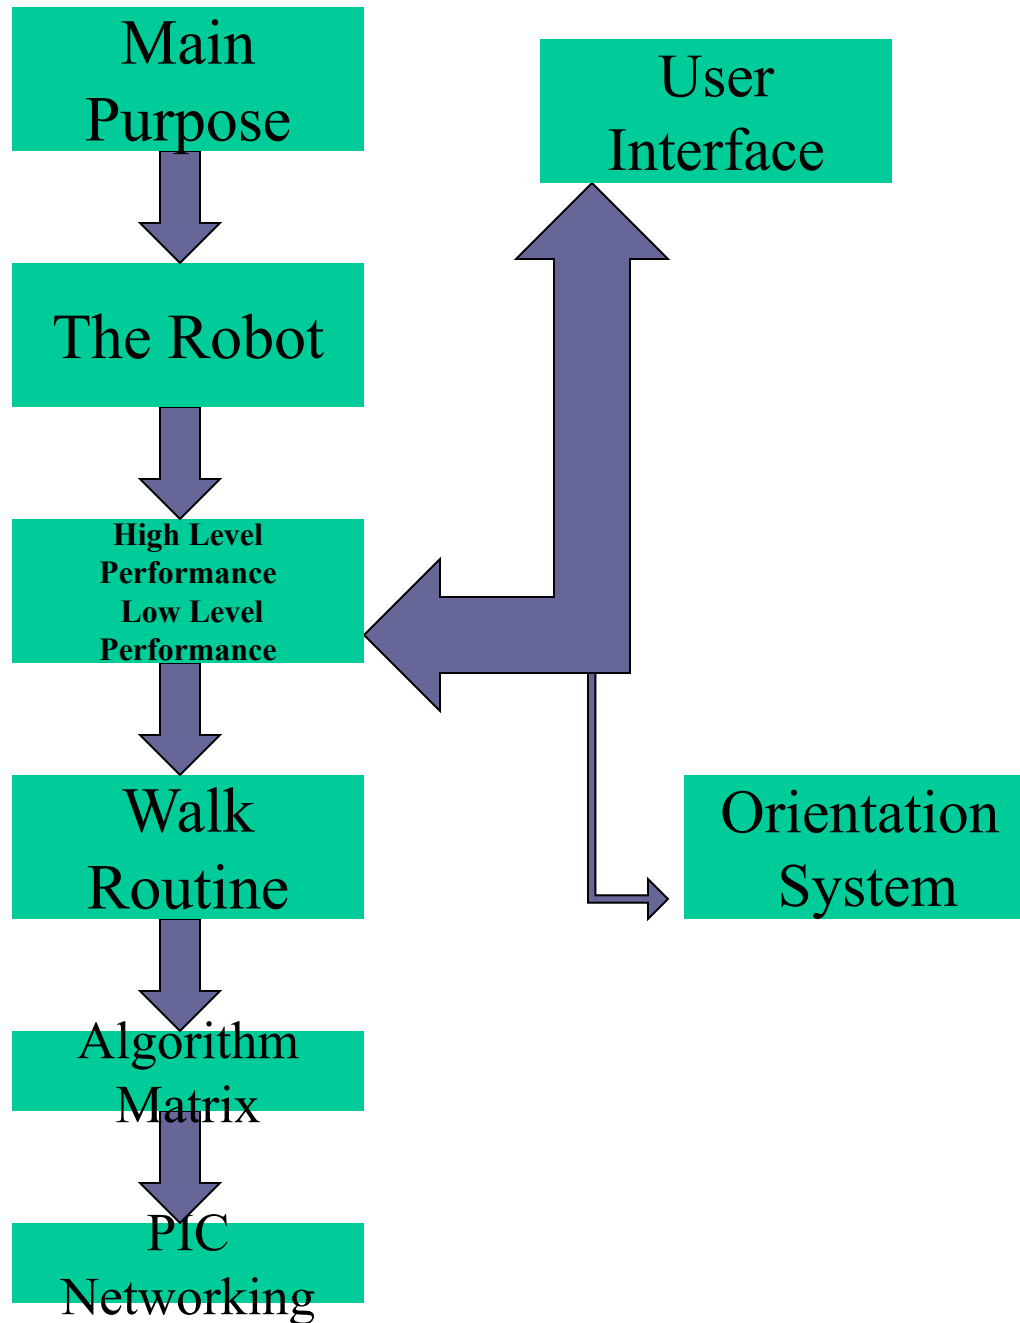 Main
Purpose
User
Interface
The Robot
High Level
Performance
Low Level
Performance
Walk
Routine
Orientation
System
Algorithm
Matrix
PIC
Networking